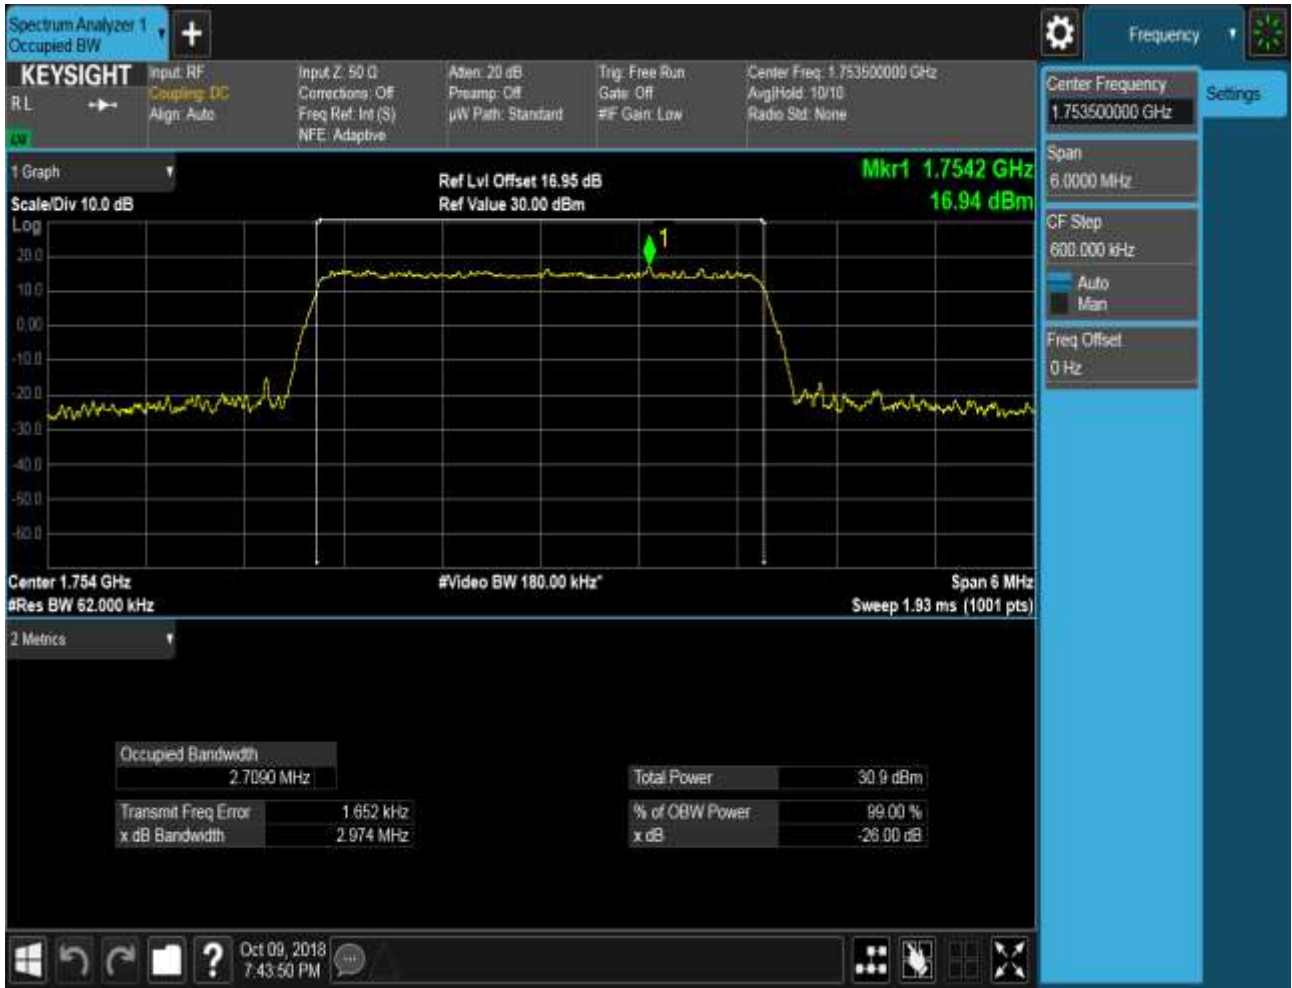 Spectrum Analyzer 1
Occupied BW
Frequency
KEYSIGHT
RL
Input: RF
Coupling: DC
Align: Auto
Input Z: 50 Ω
Corrections: Off
Freq Ref: Int (S)
NFE: Adaptive
Atten: 20 dB
Preamp: Off
µW Path: Standard
Trig: Free Run
Gate: Off
#IF Gain: Low
Center Freq: 1.753500000 GHz
Avg|Hold: 10/10
Radio Std: None
Center Frequency
1.753500000 GHz
Settings
Span
6.0000 MHz
CF Step
600.000 kHz
Auto
Man
Freq Offset
0 Hz
1 Graph
Scale/Div 10.0 dB
Ref Lvl Offset 16.95 dB
Ref Value 30.00 dBm
Mkr1 1.7542 GHz
16.94 dBm
Log
20.0
10.0
0.00
-10.0
-20.0
-30.0
-40.0
-50.0
-60.0
1
Center 1.754 GHz
#Video BW 180.00 kHz*
Span 6 MHz
#Res BW 62.000 kHz
Sweep 1.93 ms (1001 pts)
2 Metrics
Occupied Bandwidth
2.7090 MHz
Transmit Freq Error 1.652 kHz
x dB Bandwidth 2.974 MHz
Total Power 30.9 dBm
% of OBW Power 99.00 %
x dB -26.00 dB
?
Oct 09, 2018
7:43:50 PM